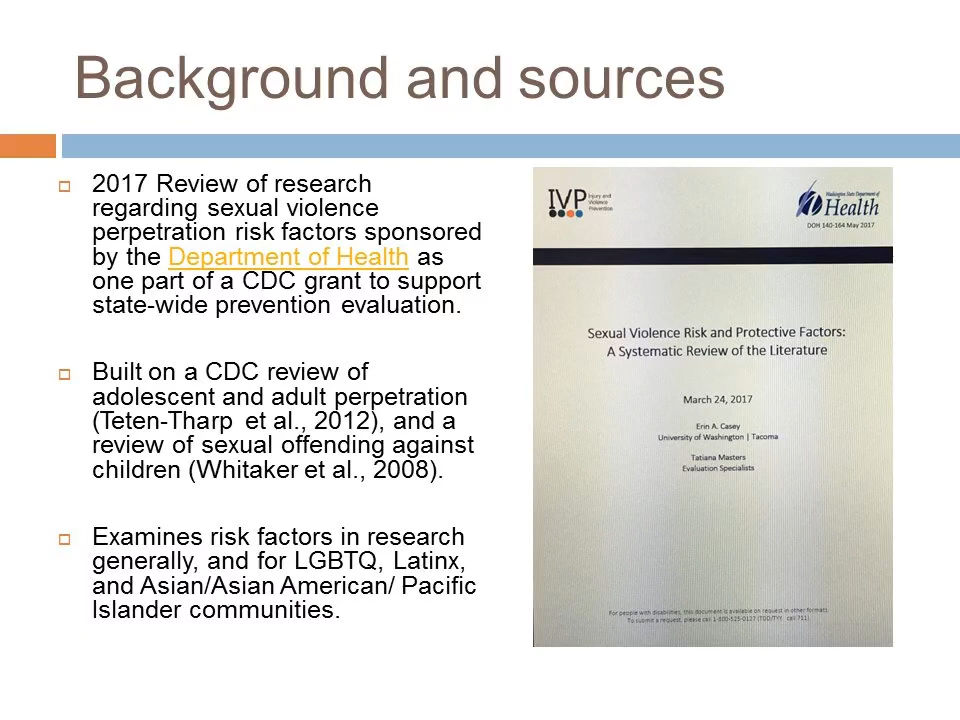 Background and sources
2017 Review of research
regarding sexual violence
perpetration risk factors sponsored
by the Department of Health as
one part of a CDC grant to support
state-wide prevention evaluation.
Built on a CDC review of
adolescent and adult perpetration
(Teten-Tharp et al., 2012), and a
review of sexual offending against
children (Whitaker et al., 2008).
Examines risk factors in research
generally, and for LGBTQ, Latinx,
and Asian/Asian American/ Pacific
Islander communities.
IVP Injury and
Violence
Prevention
Washington State Department of
Health
DOH 140-164 May 2017
Sexual Violence Risk and Protective Factors:
A Systematic Review of the Literature
March 24, 2017
Erin A. Casey
University of Washington | Tacoma
Tatiana Masters
Evaluation Specialists
For people with disabilities, this document is available on request in other formats.
To submit a request, please call 1-800-525-0127 (TDD/TTY call 711).